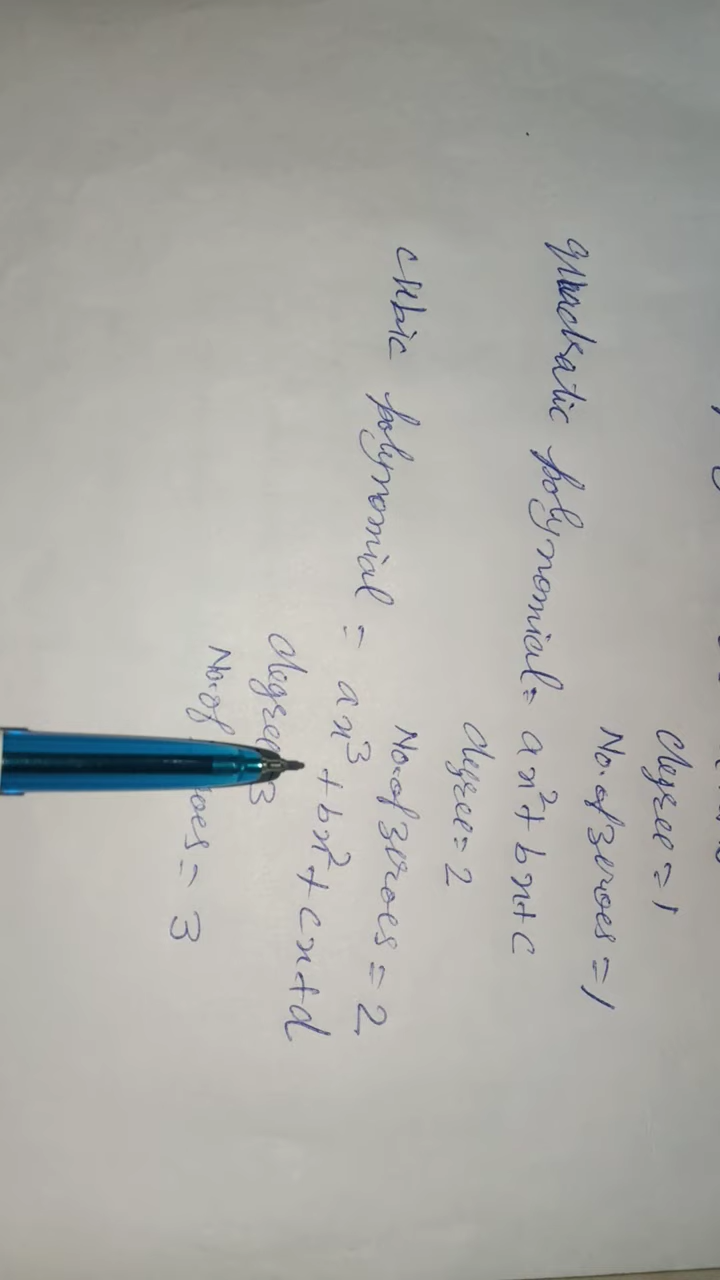 degree = 1
No. of zeroes = 1
quadratic polynomial = ax² + bx + c
degree = 2
No. of zeroes = 2
cubic polynomial = ax³ + bx² + cx + d
degree 3
No. of = 3